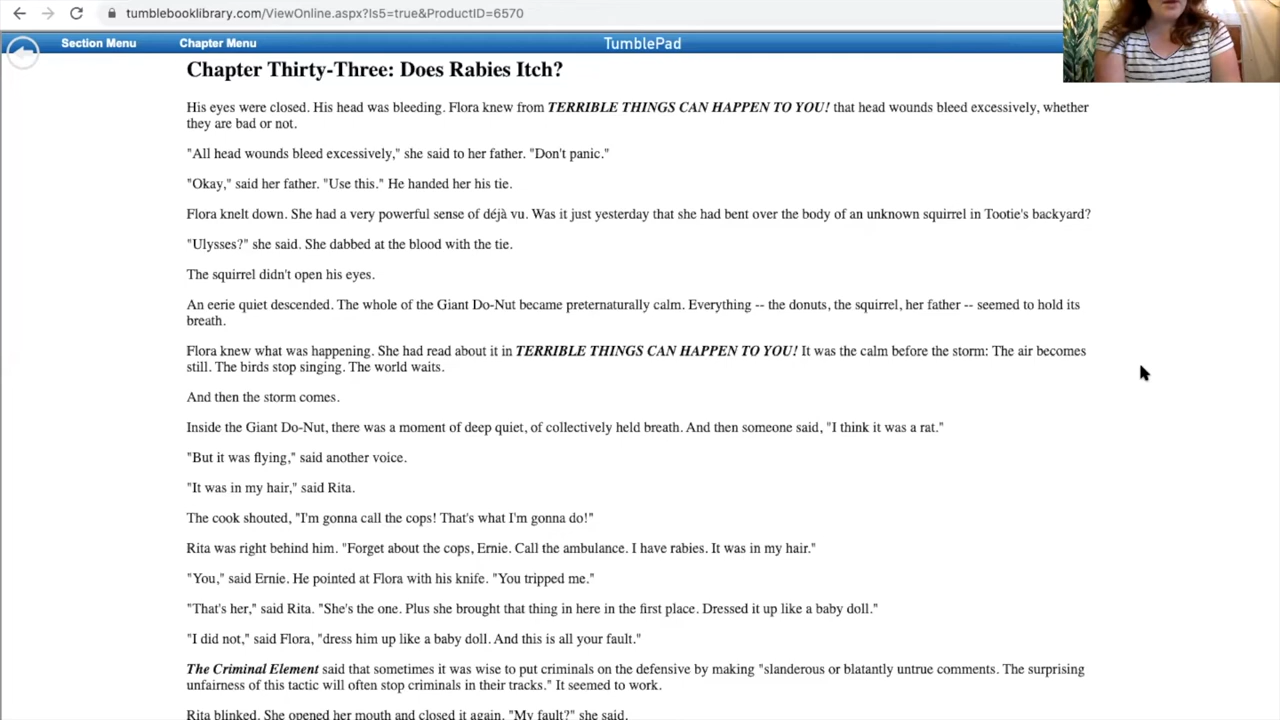 tumblebooklibrary.com/ViewOnline.aspx?Is5=true&ProductID=6570
Section Menu Chapter Menu TumblePad
Chapter Thirty-Three: Does Rabies Itch?
His eyes were closed. His head was bleeding. Flora knew from TERRIBLE THINGS CAN HAPPEN TO YOU! that head wounds bleed excessively, whether
they are bad or not.
"All head wounds bleed excessively," she said to her father. "Don't panic."
"Okay," said her father. "Use this." He handed her his tie.
Flora knelt down. She had a very powerful sense of déjà vu. Was it just yesterday that she had bent over the body of an unknown squirrel in Tootie's backyard?
"Ulysses?" she said. She dabbed at the blood with the tie.
The squirrel didn't open his eyes.
An eerie quiet descended. The whole of the Giant Do-Nut became preternaturally calm. Everything -- the donuts, the squirrel, her father -- seemed to hold its
breath.
Flora knew what was happening. She had read about it in TERRIBLE THINGS CAN HAPPEN TO YOU! It was the calm before the storm: The air becomes
still. The birds stop singing. The world waits.
And then the storm comes.
Inside the Giant Do-Nut, there was a moment of deep quiet, of collectively held breath. And then someone said, "I think it was a rat."
"But it was flying," said another voice.
"It was in my hair," said Rita.
The cook shouted, "I'm gonna call the cops! That's what I'm gonna do!"
Rita was right behind him. "Forget about the cops, Ernie. Call the ambulance. I have rabies. It was in my hair."
"You," said Ernie. He pointed at Flora with his knife. "You tripped me."
"That's her," said Rita. "She's the one. Plus she brought that thing in here in the first place. Dressed it up like a baby doll."
"I did not," said Flora, "dress him up like a baby doll. And this is all your fault."
The Criminal Element said that sometimes it was wise to put criminals on the defensive by making "slanderous or blatantly untrue comments. The surprising
unfairness of this tactic will often stop criminals in their tracks." It seemed to work.
Rita blinked. She opened her mouth and closed it again. "My fault?" she said.